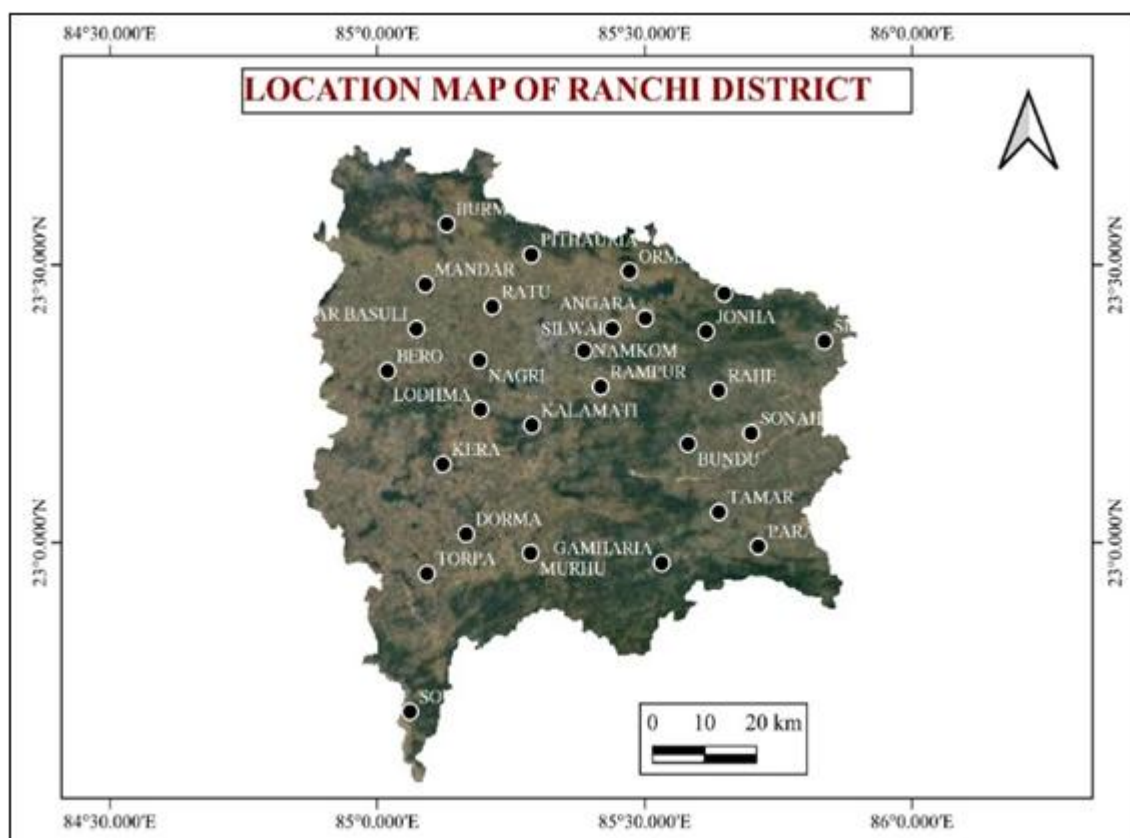 84°30.000'E 85°0.000'E 85°30.000'E 86°0.000'E
LOCATION MAP OF RANCHI DISTRICT
23°30.000'N 23°30.000'N
PITHAURIA
MANDAR
RATU
ANGARA
JONHA
BASULI
NAMKOM
BERO
NAGRI
RAMPUR
RAHE
LODHMA
KALAMATI
KERA
BUNDU
TAMAR
DORMA
TORPA
GAMHARIA
MURHU
23°0.000'N 23°0.000'N
0 10 20 km
84°30.000'E 85°0.000'E 85°30.000'E 86°0.000'E